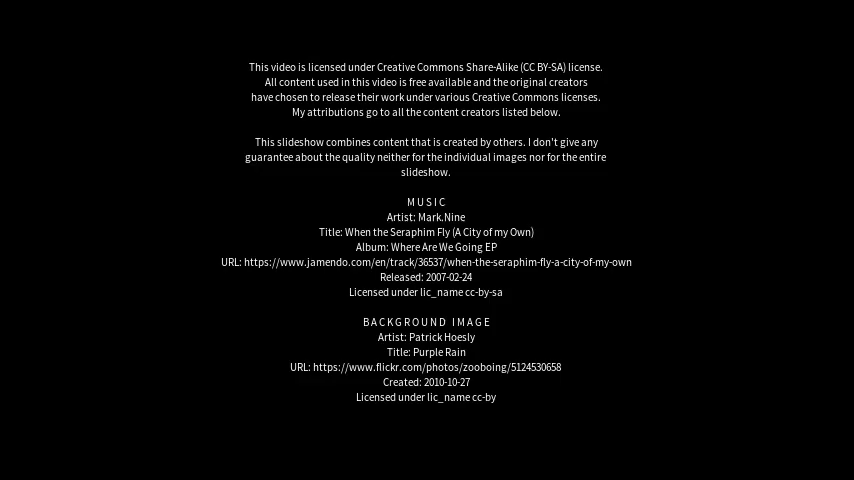 This video is licensed under Creative Commons Share-Alike (CC BY-SA) license.
All content used in this video is free available and the original creators
have chosen to release their work under various Creative Commons licenses.
My attributions go to all the content creators listed below.
This slideshow combines content that is created by others. I don't give any
guarantee about the quality neither for the individual images nor for the entire
slideshow.
MUSIC
Artist: Mark.Nine
Title: When the Seraphim Fly (A City of my Own)
Album: Where Are We Going EP
URL: https://www.jamendo.com/en/track/36537/when-the-seraphim-fly-a-city-of-my-own
Released: 2007-02-24
Licensed under lic_name cc-by-sa
BACKGROUND IMAGE
Artist: Patrick Hoesly
Title: Purple Rain
URL: https://www.flickr.com/photos/zooboing/5124530658
Created: 2010-10-27
Licensed under lic_name cc-by